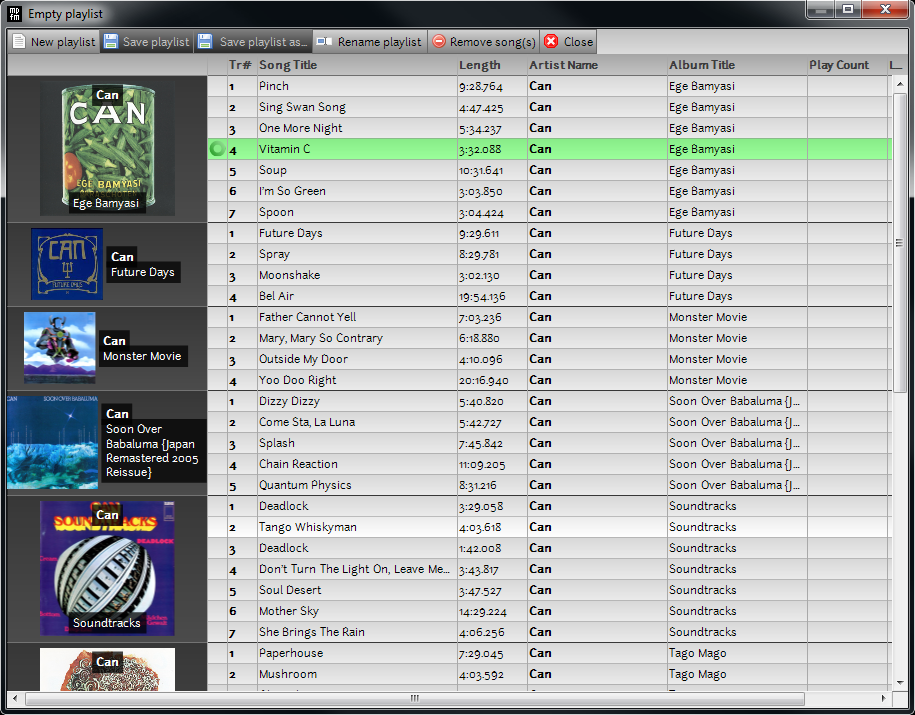 mp fm Empty playlist
New playlist Save playlist Save playlist as... Rename playlist Remove song(s) Close
Tr# Song Title Length Artist Name Album Title Play Count L...
Can
CAN
EGE BAMYASI
Ege Bamyasi
1 Pinch 9:28.764 Can Ege Bamyasi
2 Sing Swan Song 4:47.425 Can Ege Bamyasi
3 One More Night 5:34.237 Can Ege Bamyasi
4 Vitamin C 3:32.088 Can Ege Bamyasi
5 Soup 10:31.641 Can Ege Bamyasi
6 I'm So Green 3:03.850 Can Ege Bamyasi
7 Spoon 3:04.424 Can Ege Bamyasi
CAN
FUTURE DAYS
Can
Future Days
1 Future Days 9:29.611 Can Future Days
2 Spray 8:29.781 Can Future Days
3 Moonshake 3:02.130 Can Future Days
4 Bel Air 19:54.136 Can Future Days
Can
Monster Movie
1 Father Cannot Yell 7:03.236 Can Monster Movie
2 Mary, Mary So Contrary 6:18.880 Can Monster Movie
3 Outside My Door 4:10.096 Can Monster Movie
4 Yoo Doo Right 20:16.940 Can Monster Movie
CAN SOON OVER BABALUMA
Can
Soon Over
Babaluma {Japan
Remastered 2005
Reissue}
1 Dizzy Dizzy 5:40.820 Can Soon Over Babaluma {J...
2 Come Sta, La Luna 5:42.727 Can Soon Over Babaluma {J...
3 Splash 7:45.842 Can Soon Over Babaluma {J...
4 Chain Reaction 11:09.205 Can Soon Over Babaluma {J...
5 Quantum Physics 8:31.216 Can Soon Over Babaluma {J...
CAN
Can
SOUNDTRACKS
DEADLOCK
Soundtracks
1 Deadlock 3:29.058 Can Soundtracks
2 Tango Whiskyman 4:03.618 Can Soundtracks
3 Deadlock 1:42.008 Can Soundtracks
4 Don't Turn The Light On, Leave Me... 3:43.817 Can Soundtracks
5 Soul Desert 3:47.527 Can Soundtracks
6 Mother Sky 14:29.224 Can Soundtracks
7 She Brings The Rain 4:06.256 Can Soundtracks
Can
1 Paperhouse 7:29.045 Can Tago Mago
2 Mushroom 4:03.592 Can Tago Mago